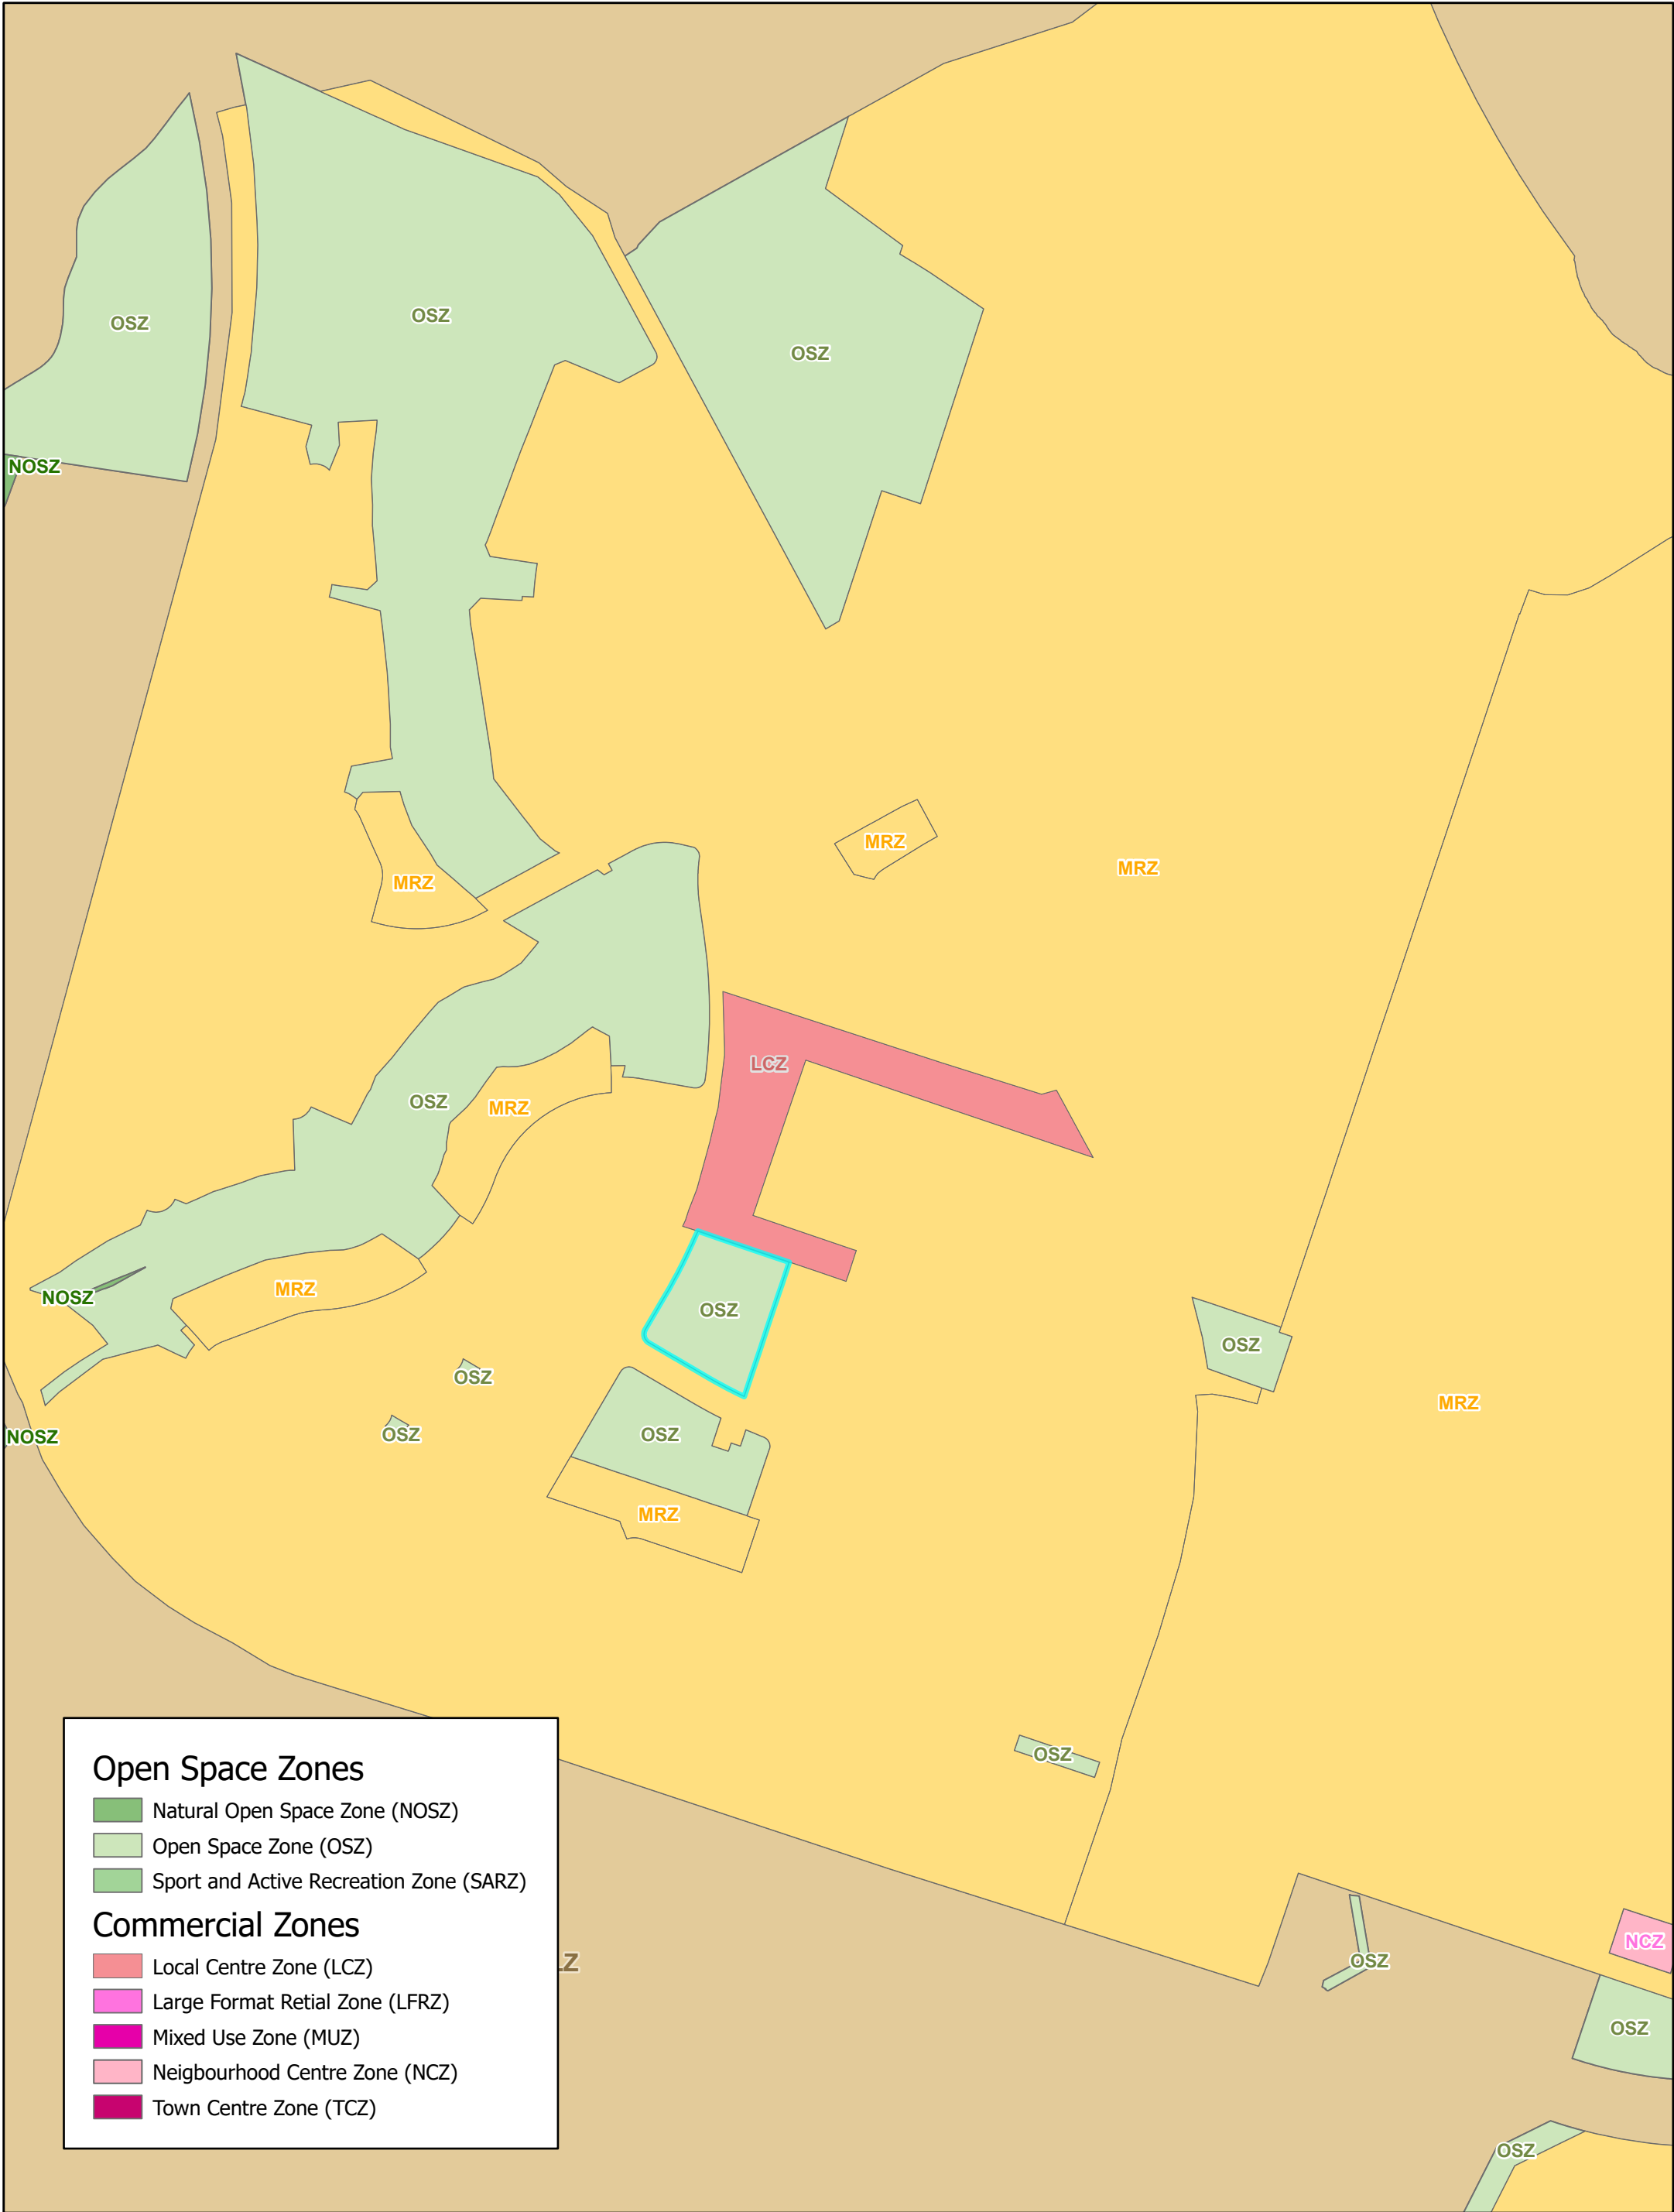 OSZ
OSZ
OSZ
NOSZ
MRZ
MRZ
MRZ
LCZ
OSZ
MRZ
MRZ
NOSZ
OSZ
OSZ
OSZ
MRZ
NOSZ
OSZ
OSZ
MRZ
OSZ
NCZ
OSZ
LZ
OSZ
OSZ
Open Space Zones
Natural Open Space Zone (NOSZ)
Open Space Zone (OSZ)
Sport and Active Recreation Zone (SARZ)
Commercial Zones
Local Centre Zone (LCZ)
Large Format Retial Zone (LFRZ)
Mixed Use Zone (MUZ)
Neigbourhood Centre Zone (NCZ)
Town Centre Zone (TCZ)